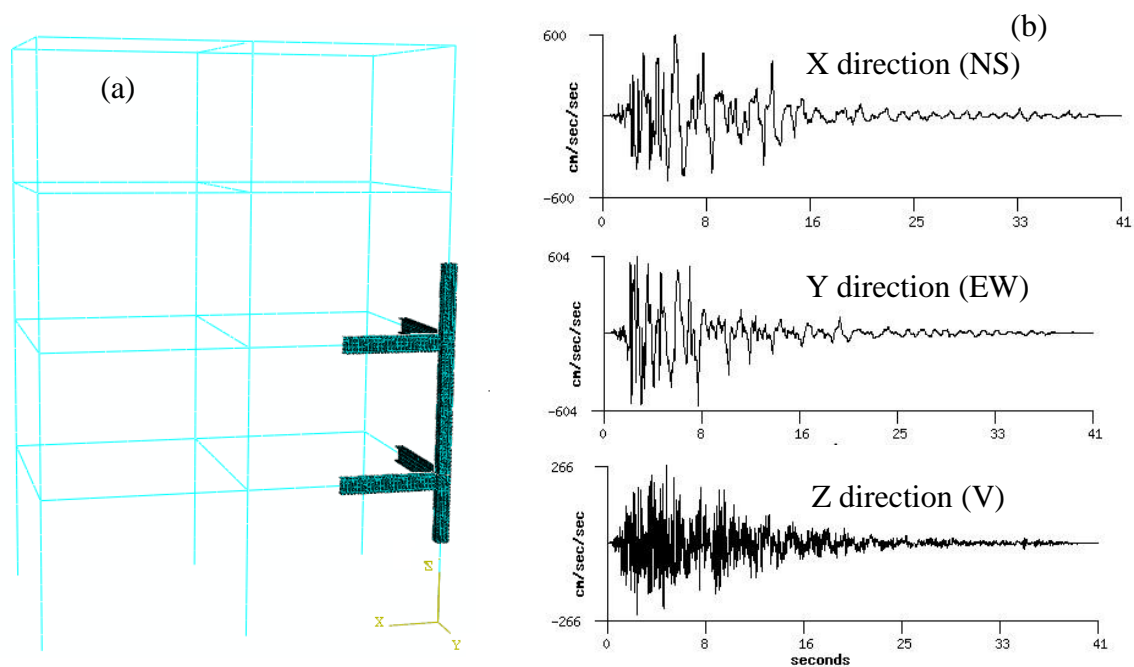 (a)
Z
X
Y
(b)
X direction (NS)
600
cm/sec/sec
-600
0 8 16 25 33 41
Y direction (EW)
604
cm/sec/sec
-604
0 8 16 25 33 41
Z direction (V)
266
cm/sec/sec
-266
0 8 16 25 33 41
seconds